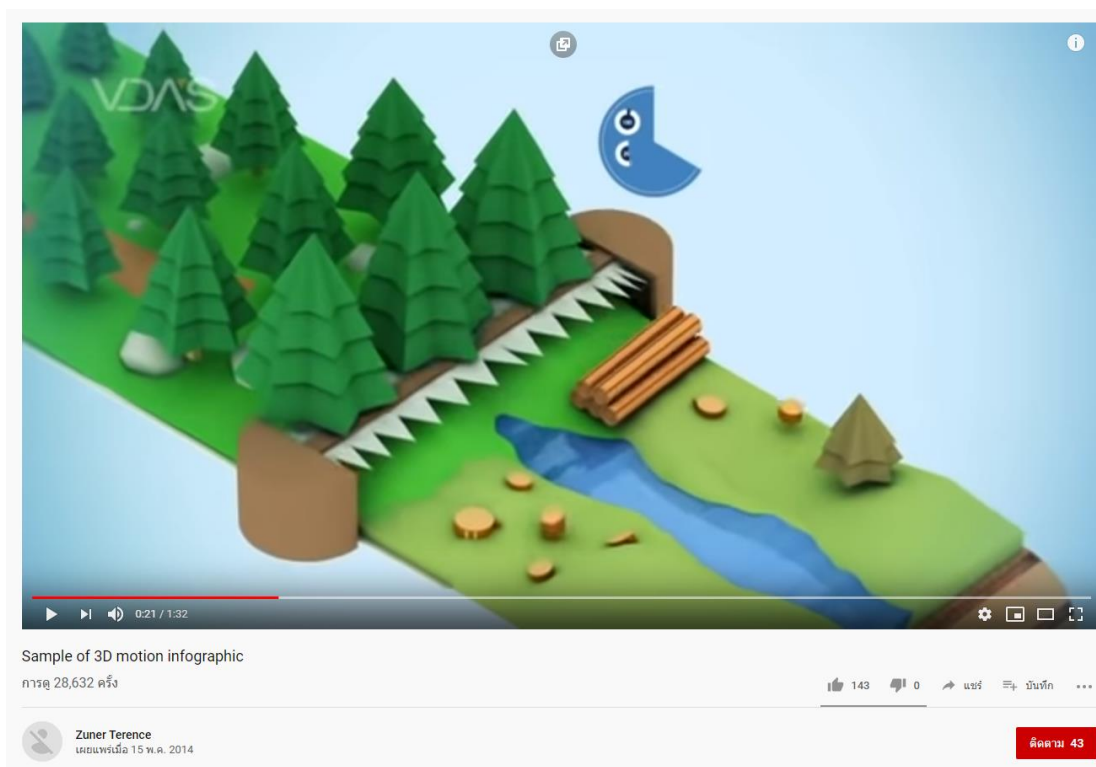 VDAS
0:21 / 1:32
Sample of 3D motion infographic
การดู 28,632 ครั้ง
143 0 แชร์ บันทึก
Zuner Terence
เผยแพร่เมื่อ 15 พ.ค. 2014
ติดตาม 43